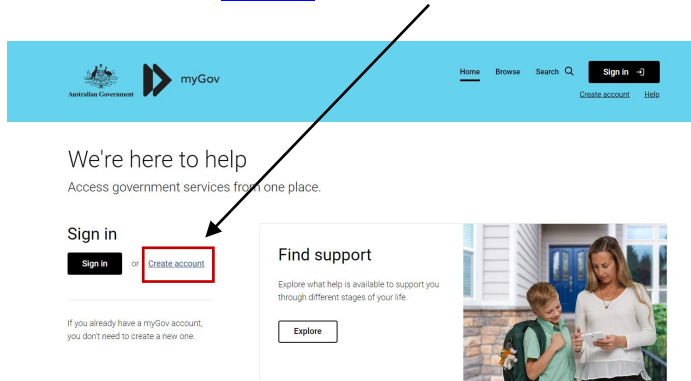 Australian Government
myGov
Home Browse Search Sign in
Create account Help
We're here to help
Access government services from one place.
Sign in
Sign in or Create account
If you already have a myGov account,
you don't need to create a new one.
Find support
Explore what help is available to support you
through different stages of your life.
Explore